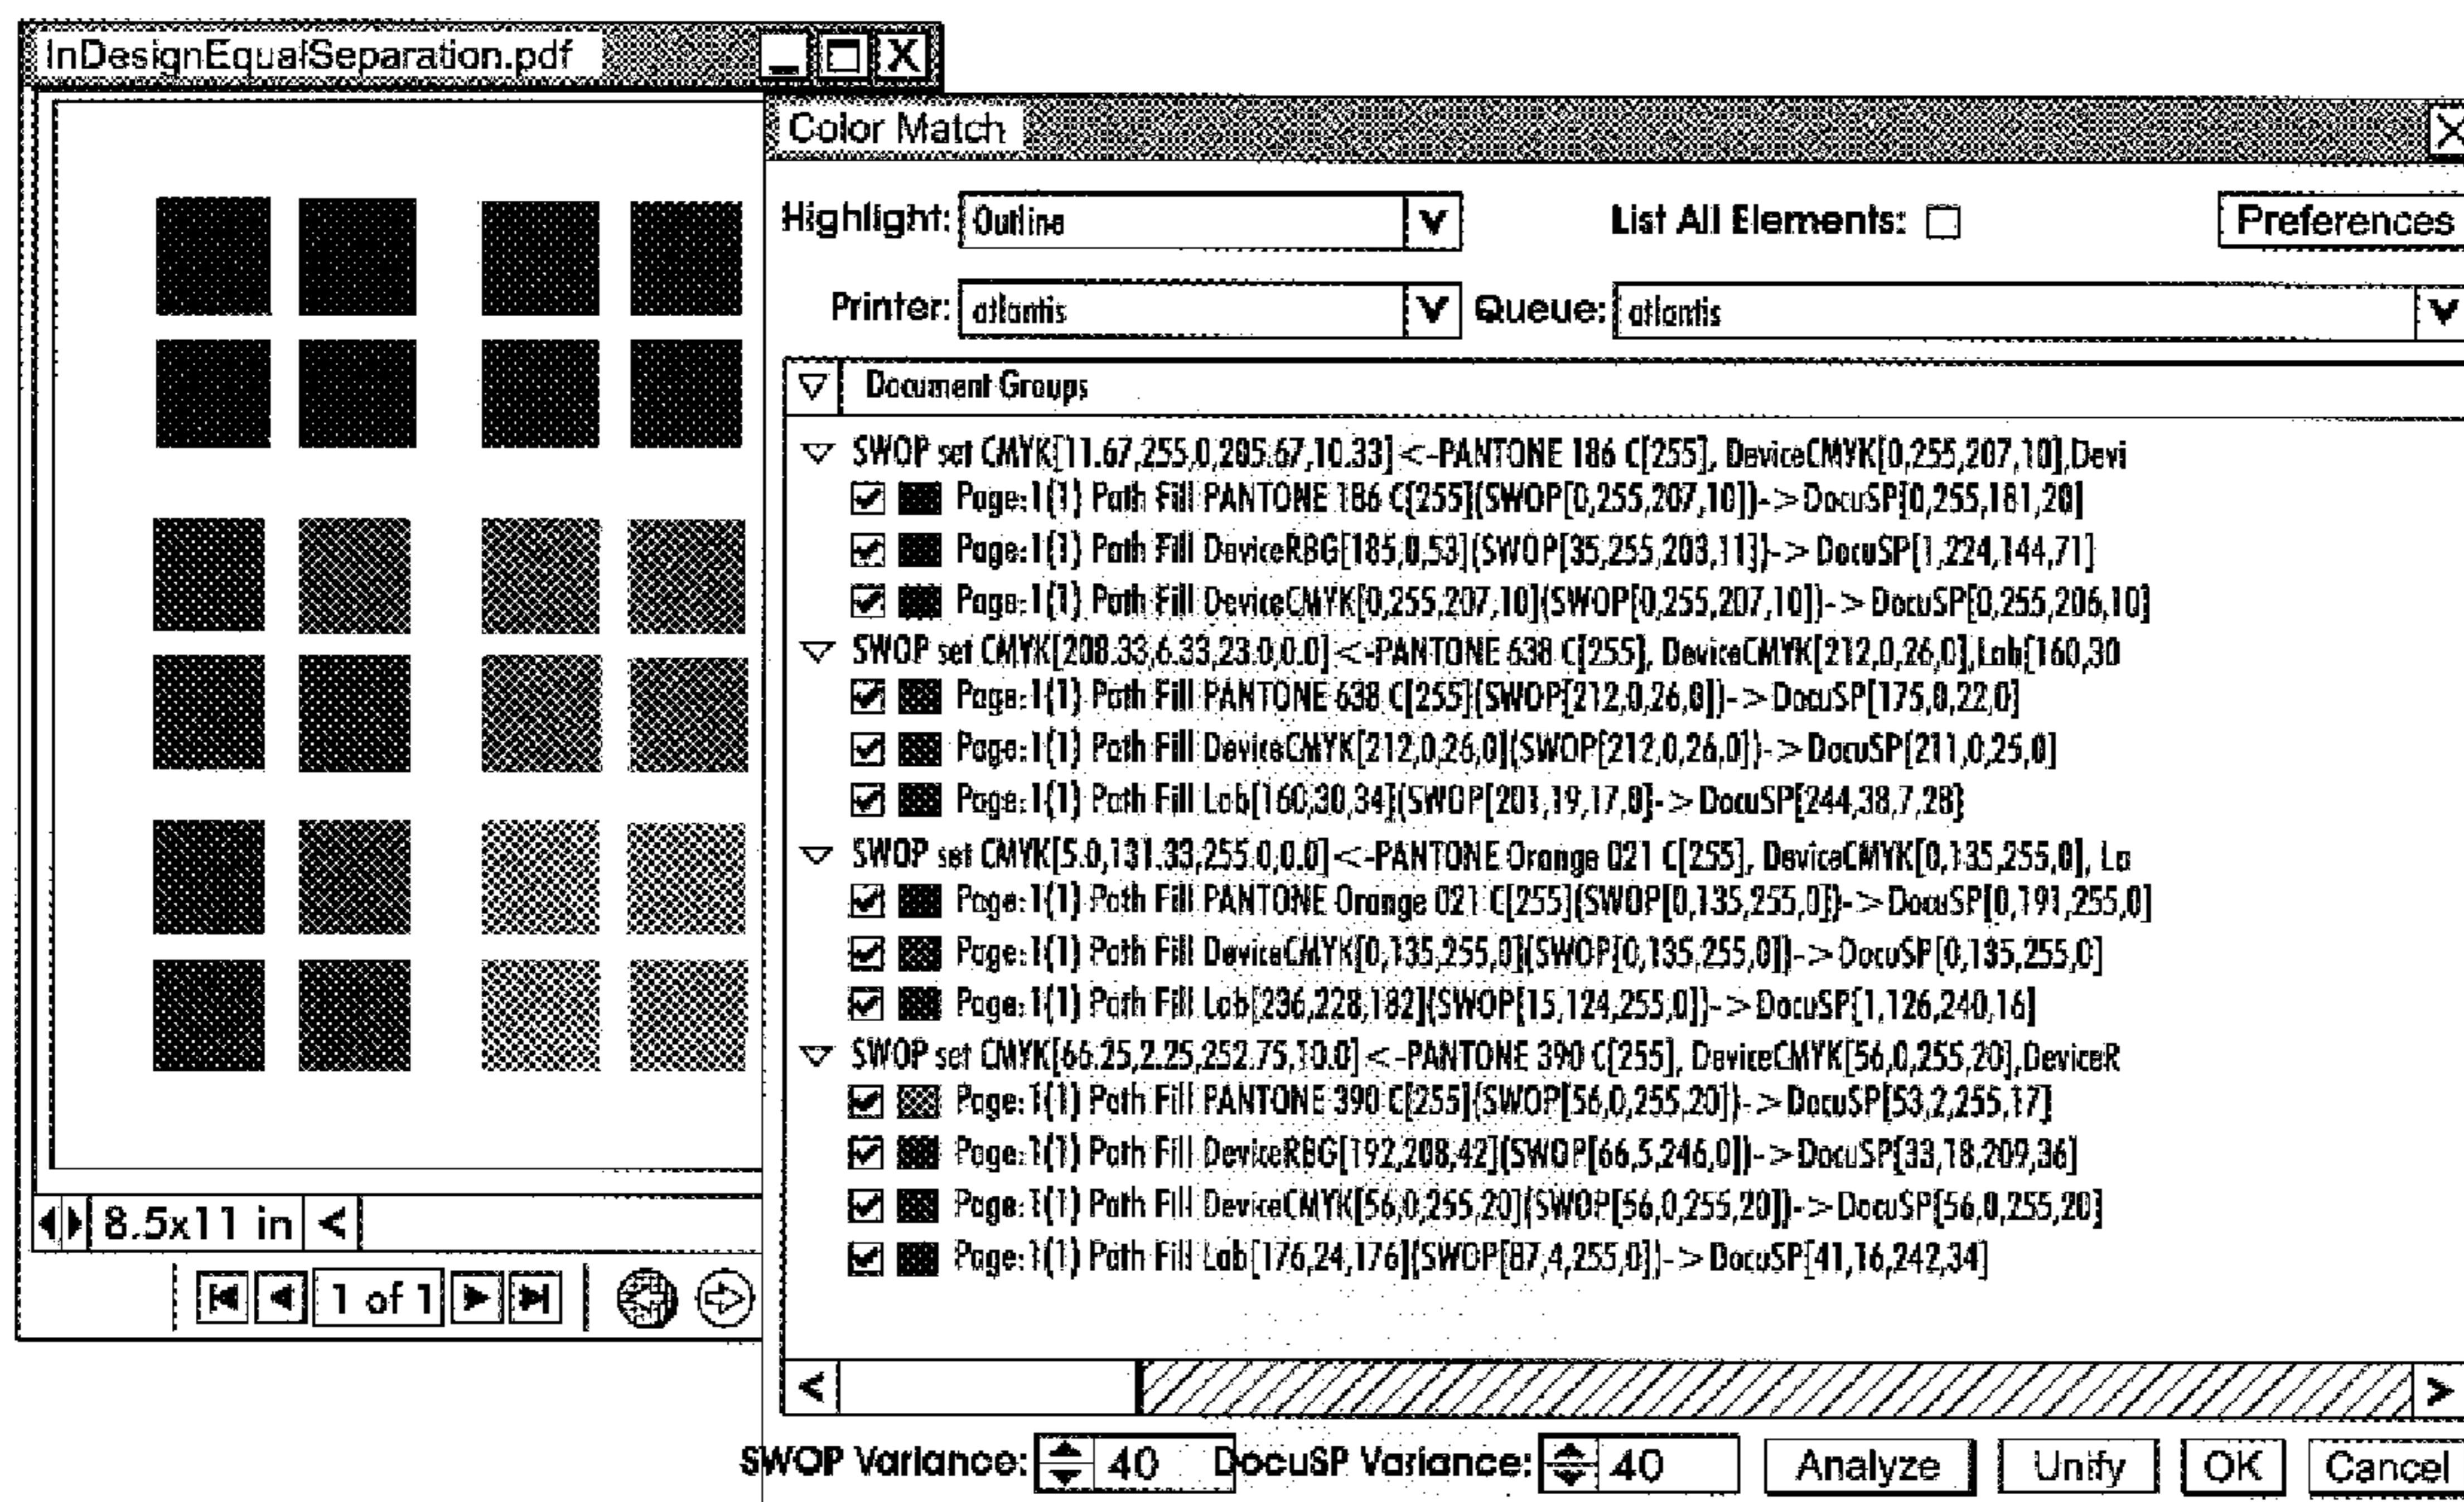 InDesignEqualSeparation.pdf
Color Match
Highlight: Outline
List All Elements:
Preferences
Printer: atlantis
Queue: atlantis
Document Groups
SWOP set CMYK[11.67,255,0,205.67,10.33]<-PANTONE 186 C[255], DeviceCMYK[0,255,207,10],Devi
Page:1(1) Path Fill PANTONE 186 C[255](SWOP[0,255,207,10])->DocuSP[0,255,181,20]
Page:1(1) Path Fill DeviceRBG[185,0,53](SWOP[35,255,203,11])->DocuSP[1,224,144,71]
Page:1(1) Path Fill DeviceCMYK[0,255,207,10](SWOP[0,255,207,10])->DocuSP[0,255,206,10]
SWOP set CMYK[208.33,6.33,23.0,0.0]<-PANTONE 638 C[255], DeviceCMYK[212,0,26,0],Lab[160,30
Page:1(1) Path Fill PANTONE 638 C[255](SWOP[212,0,26,0])->DocuSP[175,0,22,0]
Page:1(1) Path Fill DeviceCMYK[212,0,26,0](SWOP[212,0,26,0])->DocuSP[211,0,25,0]
Page:1(1) Path Fill Lab[160,30,34](SWOP[201,19,17,0]->DocuSP[244,38,7,28]
SWOP set CMYK[5.0,131.33,255.0,0.0]<-PANTONE Orange 021 C[255], DeviceCMYK[0,135,255,0], La
Page:1(1) Path Fill PANTONE Orange 021 C[255](SWOP[0,135,255,0])->DocuSP[0,191,255,0]
Page:1(1) Path Fill DeviceCMYK[0,135,255,0](SWOP[0,135,255,0])->DocuSP[0,135,255,0]
Page:1(1) Path Fill Lab[236,228,182](SWOP[15,124,255,0])->DocuSP[1,126,240,16]
SWOP set CMYK[66.25,2.25,252.75,10.0]<-PANTONE 390 C[255], DeviceCMYK[56,0,255,20],DeviceR
Page:1(1) Path Fill PANTONE 390 C[255](SWOP[56,0,255,20])->DocuSP[53,2,255,17]
Page:1(1) Path Fill DeviceRBG[192,208,42](SWOP[66,5,246,0])->DocuSP[33,18,209,36]
Page:1(1) Path Fill DeviceCMYK[56,0,255,20](SWOP[56,0,255,20])->DocuSP[56,0,255,20]
Page:1(1) Path Fill Lab[176,24,176](SWOP[87,4,255,0])->DocuSP[41,16,242,34]
8.5x11 in
1 of 1
SWOP Variance: 40
DocuSP Variance: 40
Analyze
Unify
OK
Cancel